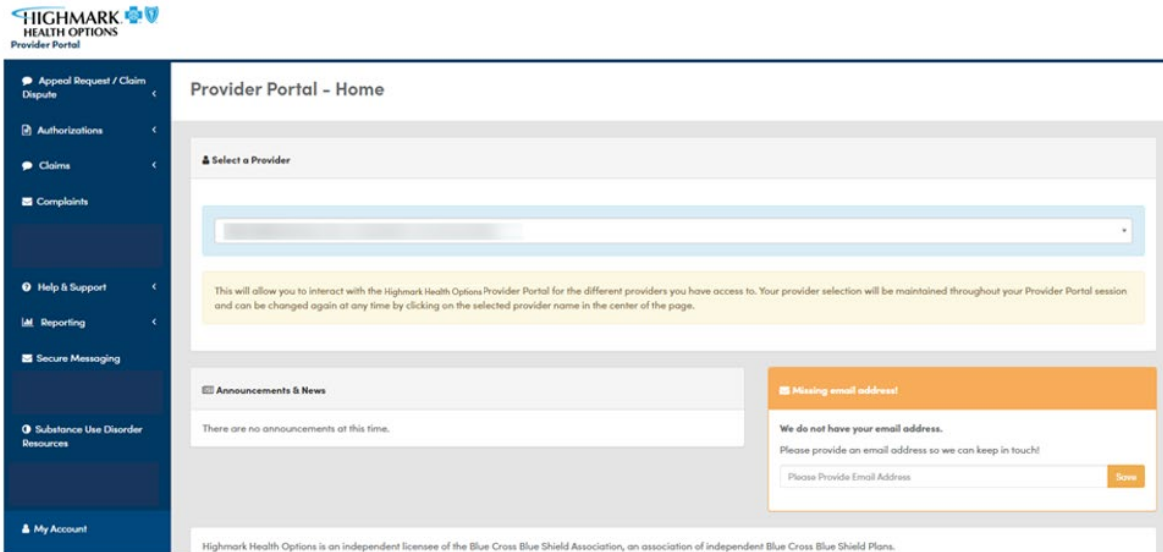 HIGHMARK
HEALTH OPTIONS
Provider Portal
Appeal Request / Claim
Dispute
Authorizations
Claims
Complaints
Help & Support
Reporting
Secure Messaging
Substance Use Disorder
Resources
My Account
Provider Portal - Home
Select a Provider
This will allow you to interact with the Highmark Health Options Provider Portal for the different providers you have access to. Your provider selection will be maintained throughout your Provider Portal session
and can be changed again at any time by clicking on the selected provider name in the center of the page.
Announcements & News
There are no announcements at this time.
Missing email address!
We do not have your email address.
Please provide an email address so we can keep in touch!
Please Provide Email Address
Save
Highmark Health Options is an independent licensee of the Blue Cross Blue Shield Association, an association of independent Blue Cross Blue Shield Plans.